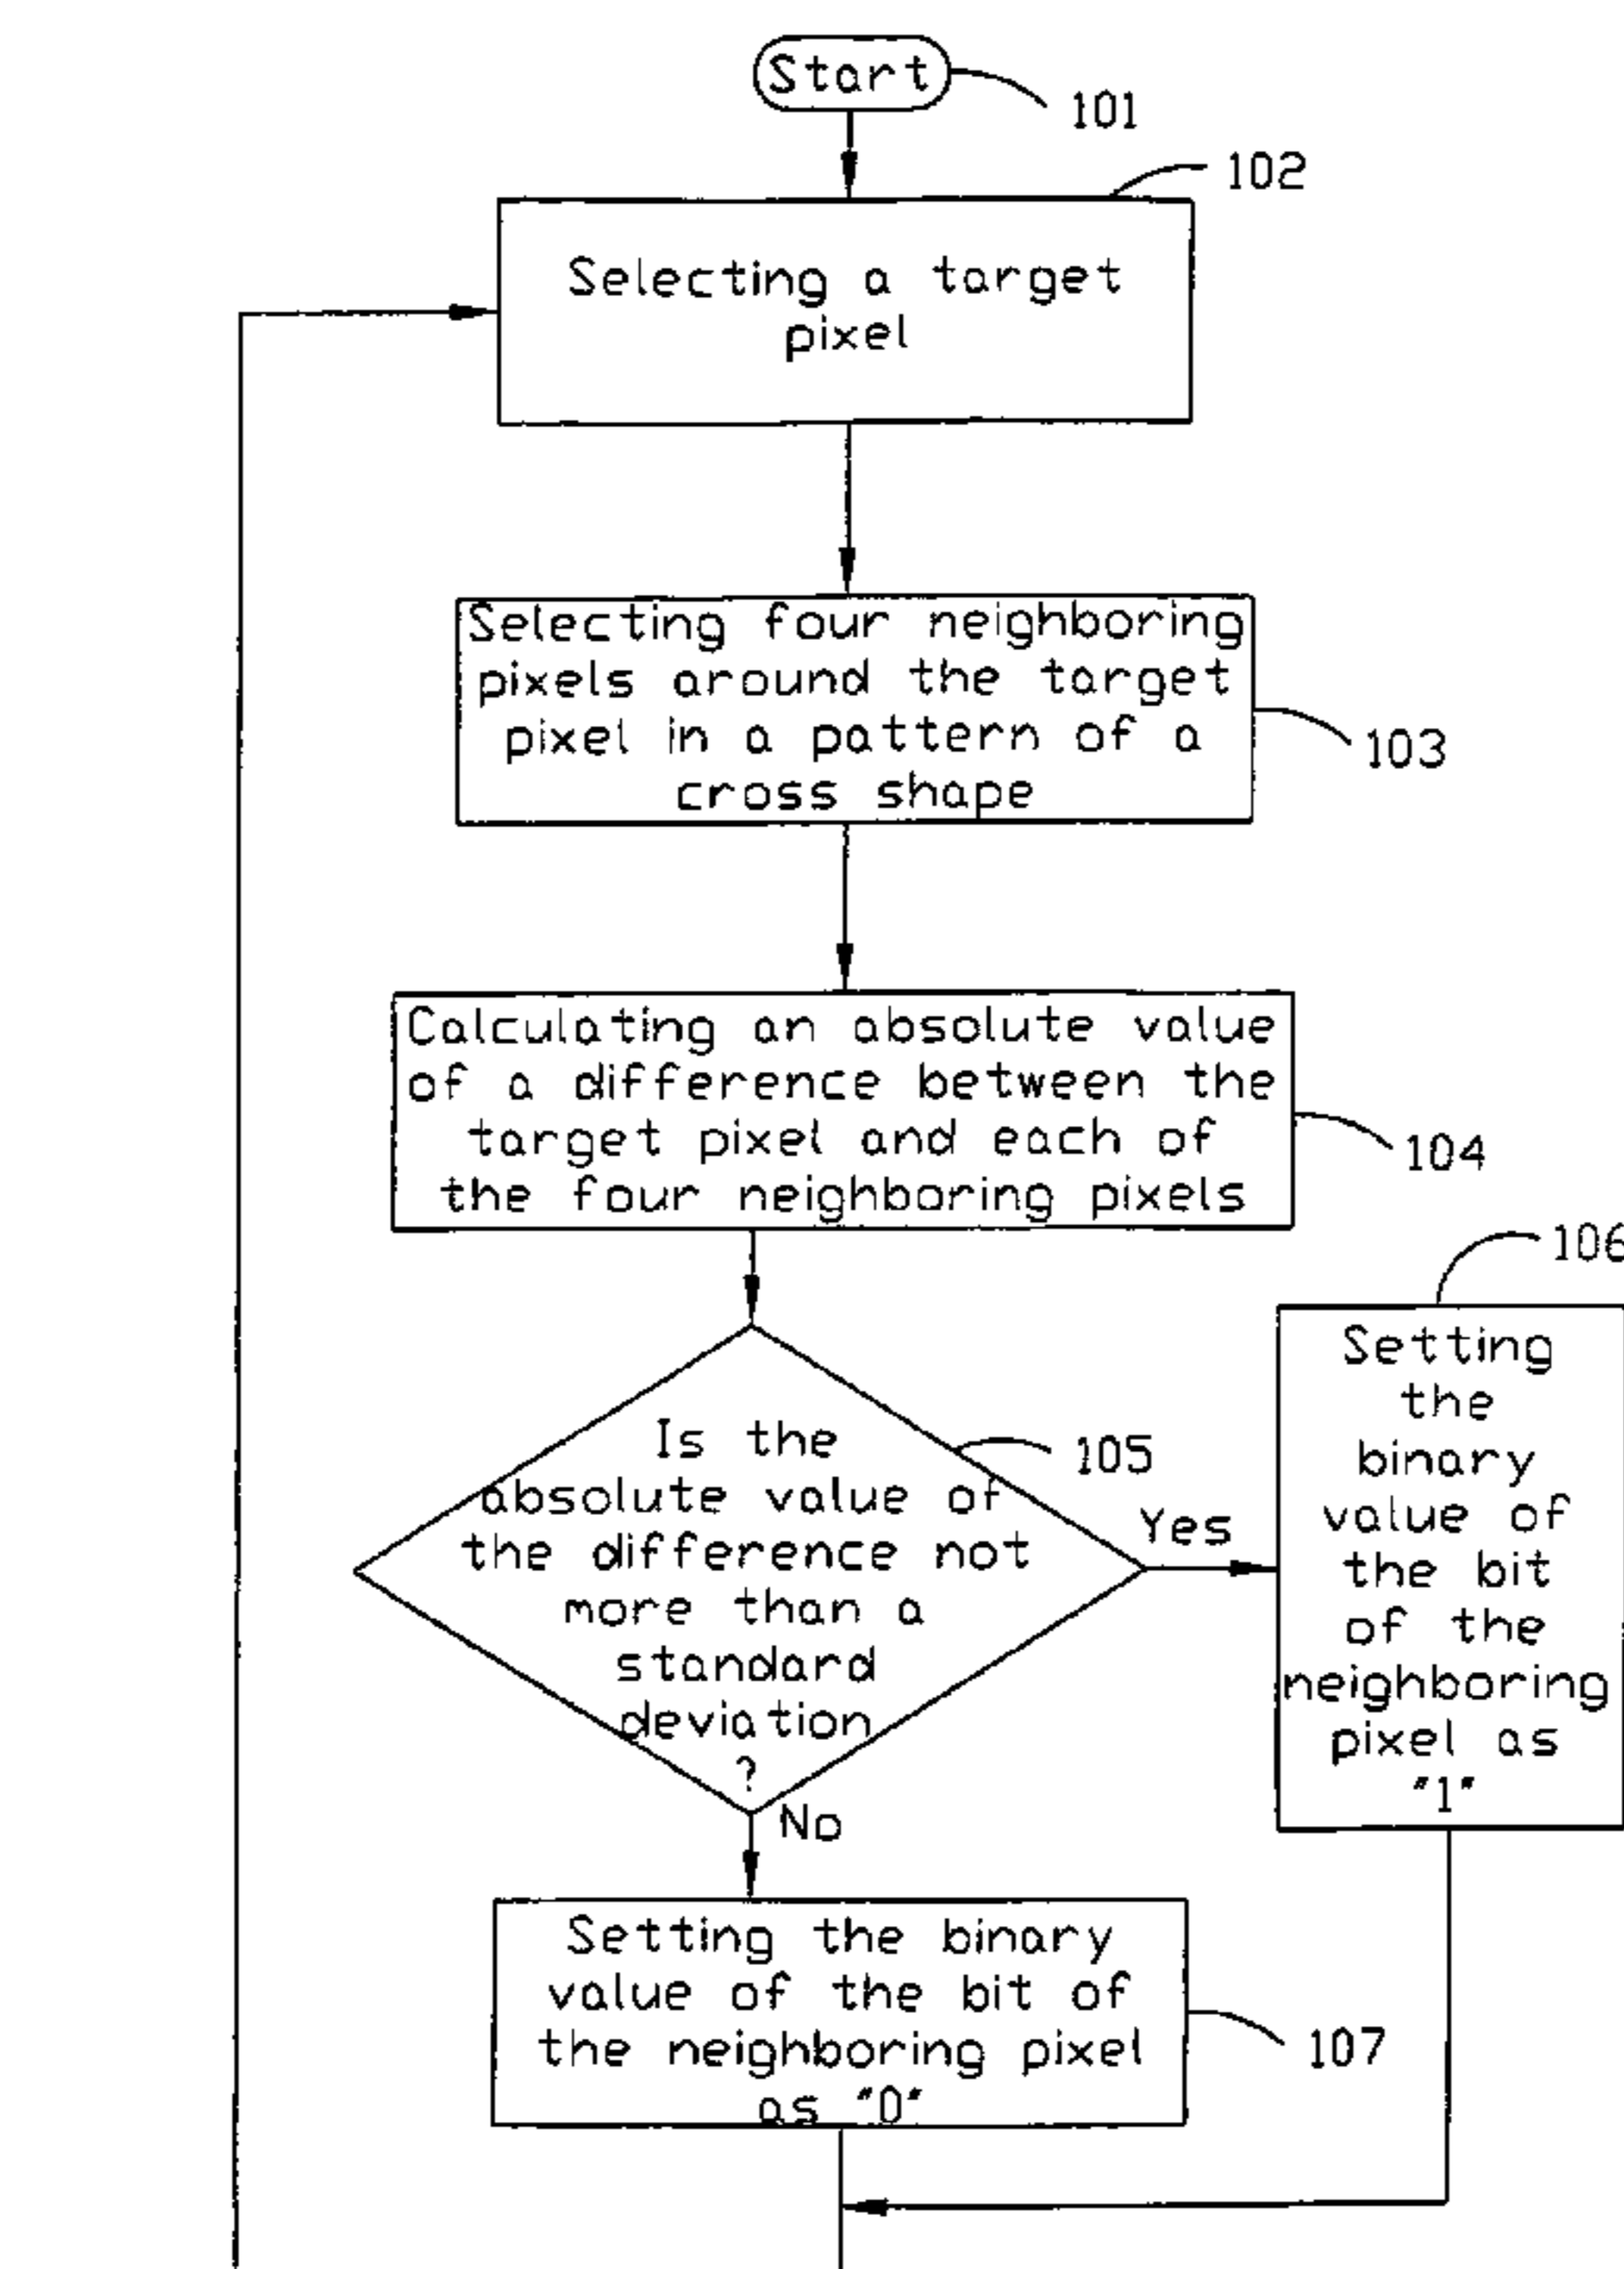 Start
101
102
Selecting a target
pixel
Selecting four neighboring
pixels around the target
pixel in a pattern of a
cross shape
103
Calculating an absolute value
of a difference between the
target pixel and each of
the four neighboring pixels
104
106
Is the
absolute value of
the difference not
more than a
standard
deviation
?
105
Yes
No
Setting
the
binary
value of
the bit
of the
neighboring
pixel as
"1"
Setting the binary
value of the bit of
the neighboring pixel
as "0"
107